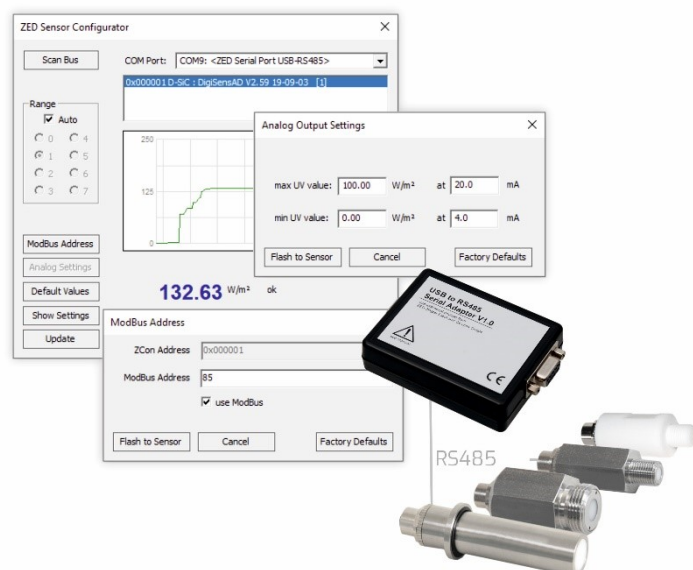 ZED Sensor Configurator
Scan Bus
COM Port: COM9: <ZED Serial Port USB-RS485>
0x000001 D-SiC : DigiSensAD V2.59 19-09-03 [1]
Range
Auto
0 4
1 5
2 6
3 7
250
125
0
ModBus Address
Analog Settings
Default Values
Show Settings
Update
132.63 W/m² ok
Analog Output Settings
max UV value: 100.00 W/m² at 20.0 mA
min UV value: 0.00 W/m² at 4.0 mA
Flash to Sensor Cancel Factory Defaults
ModBus Address
ZCon Address 0x000001
ModBus Address 85
use ModBus
Flash to Sensor Cancel Factory Defaults
USB to RS485
Serial Adaptor V1.0
CE
RS485